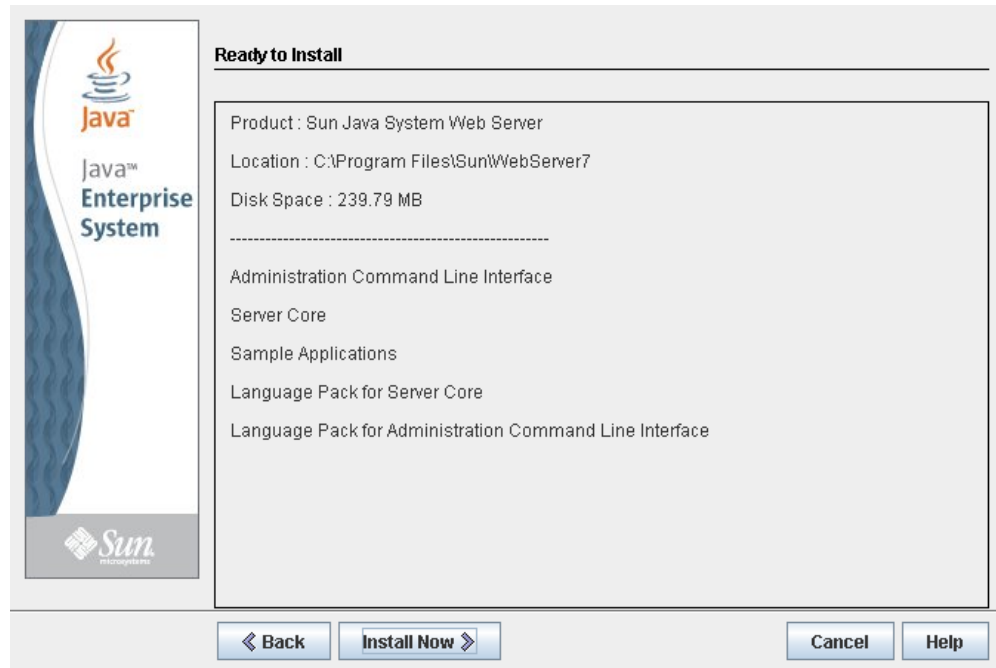 Java™
Java™
Enterprise
System
Sun
microsystems
Ready to Install
Product : Sun Java System Web Server
Location : C:\Program Files\Sun\WebServer7
Disk Space : 239.79 MB
------------------------------------------------------
Administration Command Line Interface
Server Core
Sample Applications
Language Pack for Server Core
Language Pack for Administration Command Line Interface
Back
Install Now
Cancel
Help